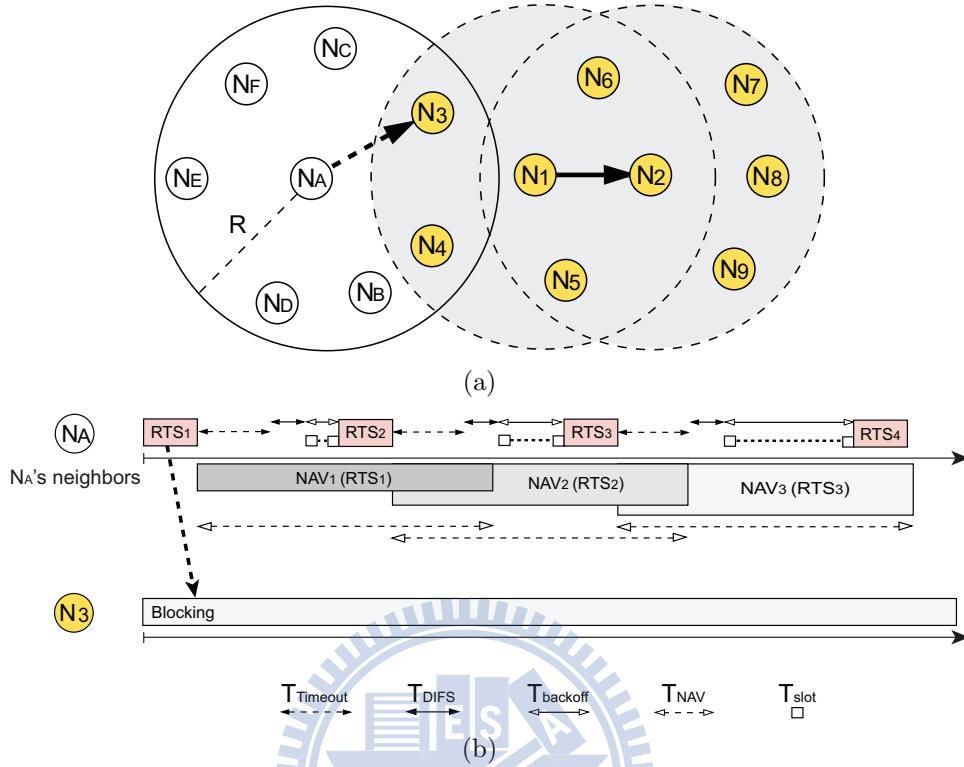 NC
NF
N3
N6
N7
NE
NA
N1
N2
N8
R
N4
N5
N9
ND
NB
(a)
NA
RTS1
RTS2
RTS3
RTS4
NA's neighbors
NAV1 (RTS1)
NAV2 (RTS2)
NAV3 (RTS3)
N3
Blocking
TTimeout
TDIFS
Tbackoff
TNAV
Tslot
E S A
(b)